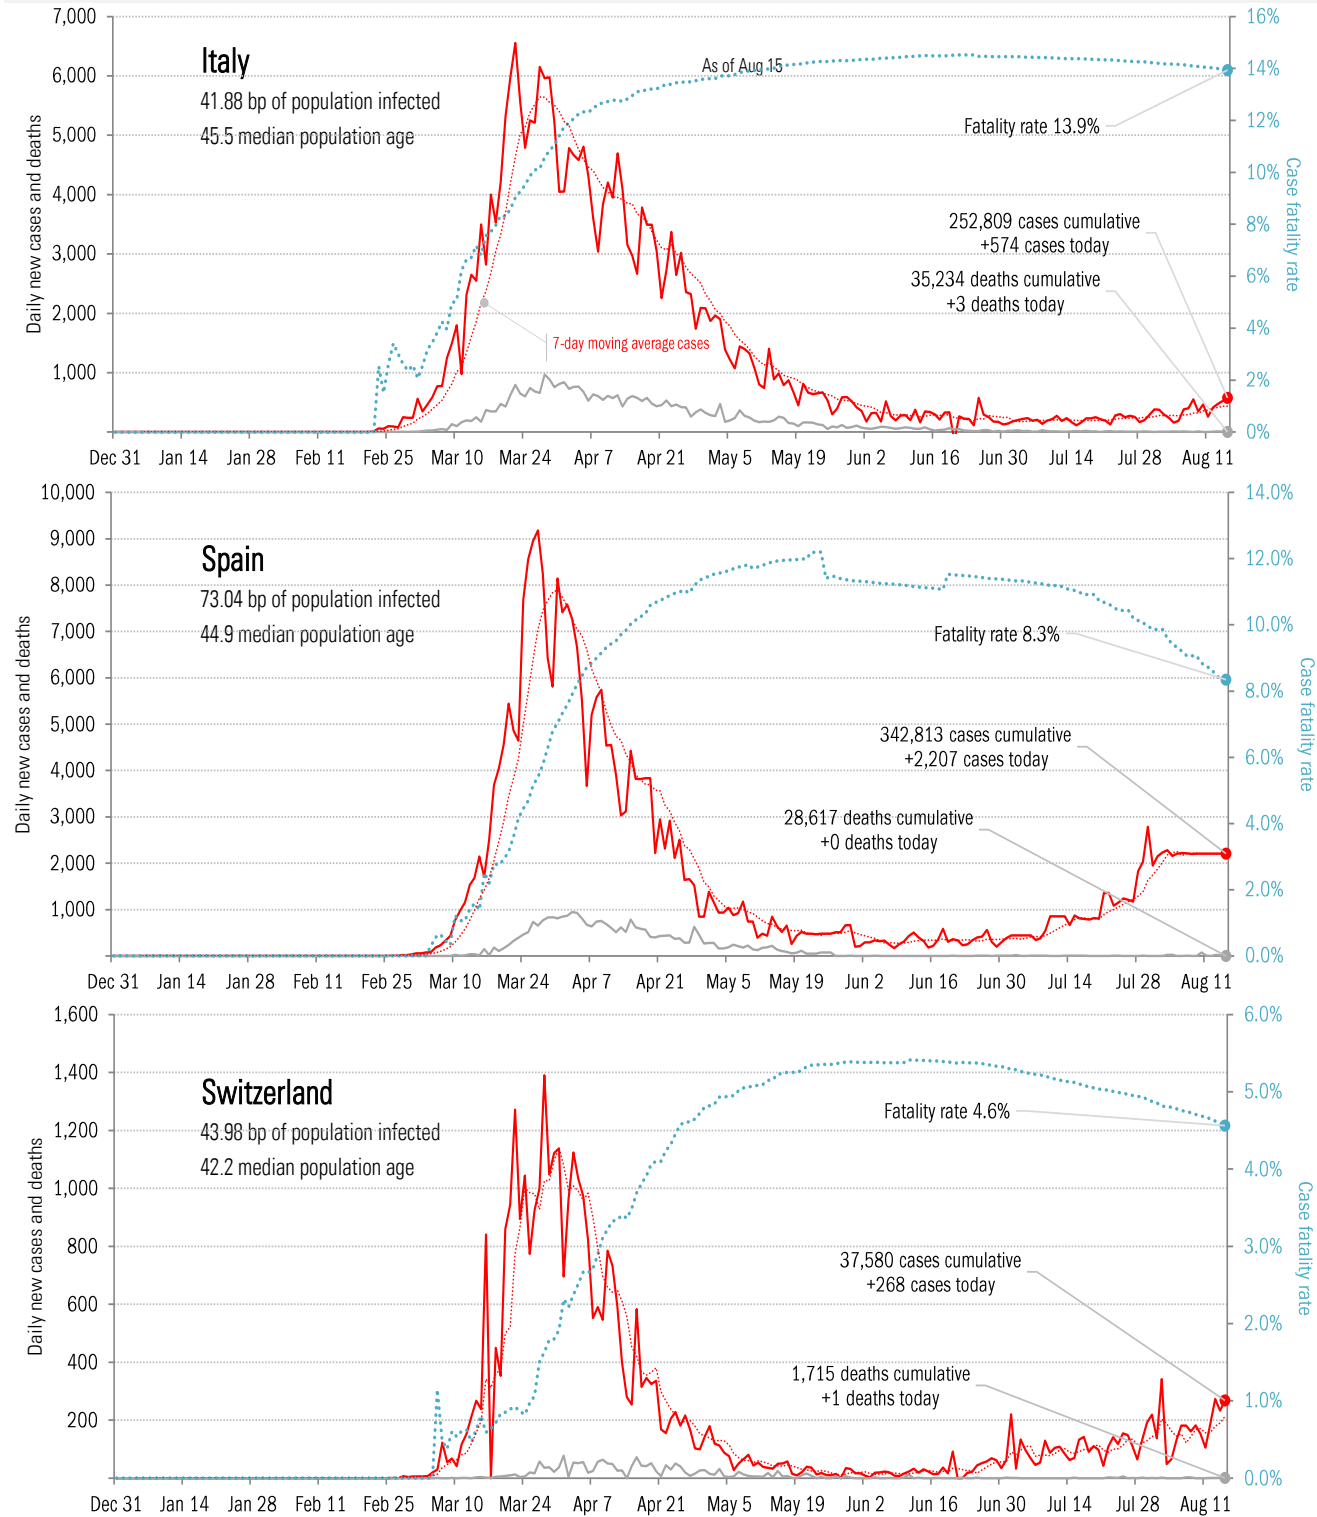 7,000
6,000
5,000
4,000
3,000
2,000
1,000
Daily new cases and deaths
Italy
41.88 bp of population infected
45.5 median population age
As of Aug 15
16%
14%
12%
10%
8%
6%
4%
2%
0%
Case fatality rate
Fatality rate 13.9%
252,809 cases cumulative
+574 cases today
35,234 deaths cumulative
+3 deaths today
7-day moving average cases
Dec 31 Jan 14 Jan 28 Feb 11 Feb 25 Mar 10 Mar 24 Apr 7 Apr 21 May 5 May 19 Jun 2 Jun 16 Jun 30 Jul 14 Jul 28 Aug 11
10,000
9,000
8,000
7,000
6,000
5,000
4,000
3,000
2,000
1,000
Daily new cases and deaths
Spain
73.04 bp of population infected
44.9 median population age
14.0%
12.0%
10.0%
8.0%
6.0%
4.0%
2.0%
0.0%
Case fatality rate
Fatality rate 8.3%
342,813 cases cumulative
+2,207 cases today
28,617 deaths cumulative
+0 deaths today
Dec 31 Jan 14 Jan 28 Feb 11 Feb 25 Mar 10 Mar 24 Apr 7 Apr 21 May 5 May 19 Jun 2 Jun 16 Jun 30 Jul 14 Jul 28 Aug 11
1,600
1,400
1,200
1,000
800
600
400
200
Daily new cases and deaths
Switzerland
43.98 bp of population infected
42.2 median population age
6.0%
5.0%
4.0%
3.0%
2.0%
1.0%
0.0%
Case fatality rate
Fatality rate 4.6%
37,580 cases cumulative
+268 cases today
1,715 deaths cumulative
+1 deaths today
Dec 31 Jan 14 Jan 28 Feb 11 Feb 25 Mar 10 Mar 24 Apr 7 Apr 21 May 5 May 19 Jun 2 Jun 16 Jun 30 Jul 14 Jul 28 Aug 11